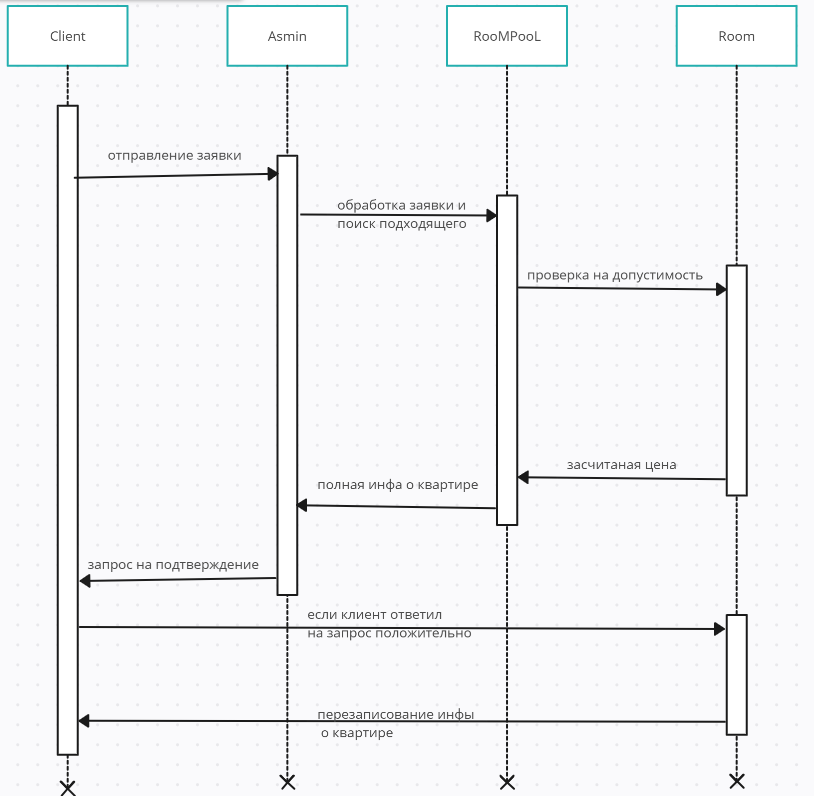 Client
Asmin
RooMPooL
Room
отправление заявки
обработка заявки и
поиск подходящего
проверка на допустимость
засчитаная цена
полная инфа о квартире
запрос на подтверждение
если клиент ответил
на запрос положительно
перезаписование инфы
о квартире